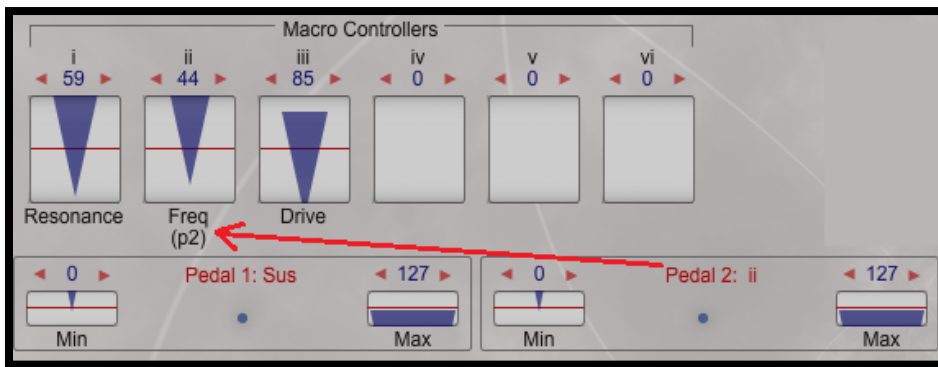 Macro Controllers
i ii iii iv v vi
59 44 85 0 0 0
Resonance Freq Drive
(p2)
0 Pedal 1: Sus 127 0 Pedal 2: ii 127
Min Max Min Max